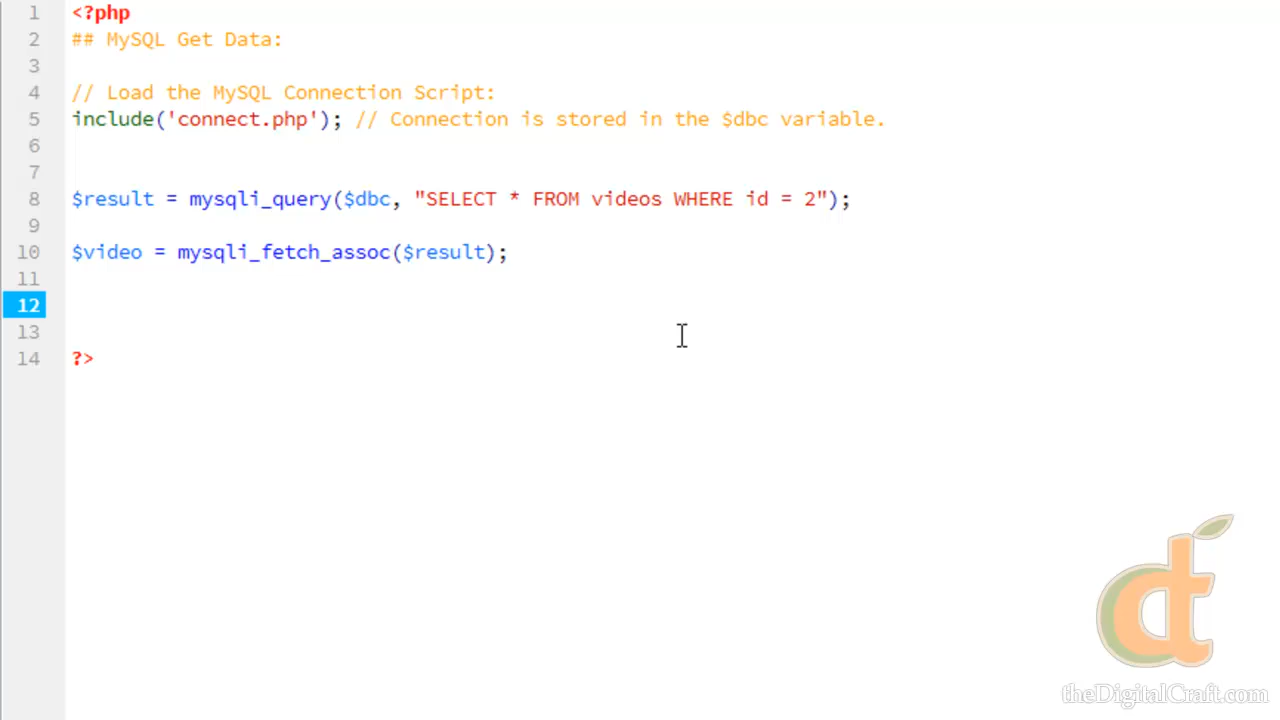 1 <?php
2 ## MySQL Get Data:
3
4 // Load the MySQL Connection Script:
5 include('connect.php'); // Connection is stored in the $dbc variable.
6
7
8 $result = mysqli_query($dbc, "SELECT * FROM videos WHERE id = 2");
9
10 $video = mysqli_fetch_assoc($result);
11
12
13
14 ?>
dt
theDigitalCraft.com